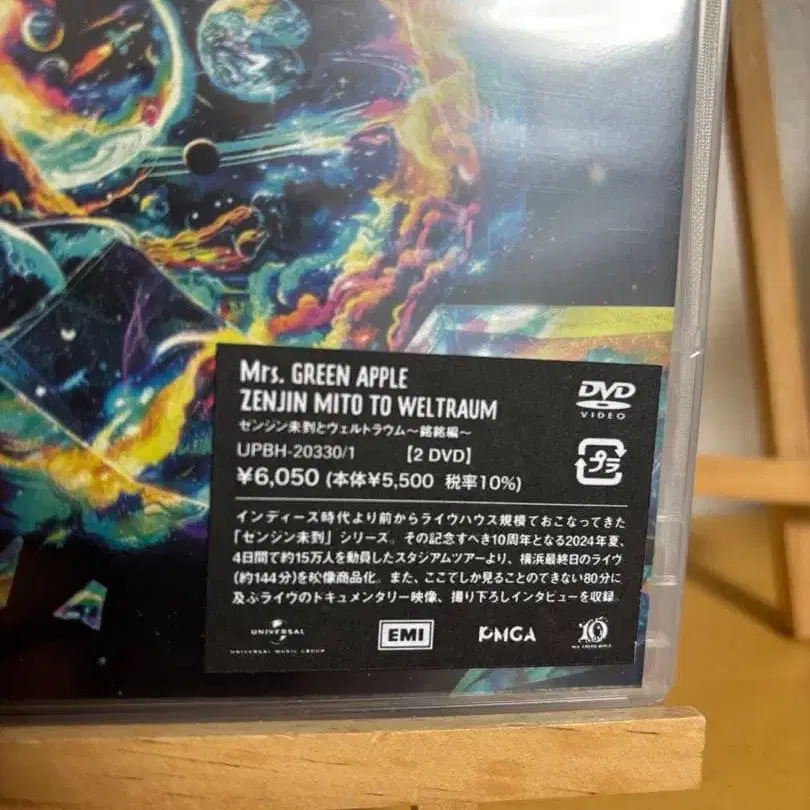 Mrs. GREEN APPLE
ZENJIN MITO TO WELTRAUM
ゼンジン未到とヴェルトラウム～銘銘編～
UPBH-20330/1 【2 DVD】
¥6,050 (本体¥5,500 税率10%)
DVD
VIDEO
プラ
インディーズ時代より前からライヴハウス規模でおこなってきた
「ゼンジン未到」シリーズ。その記念すべき10周年となる2024年夏、
4日間で約15万人を動員したスタジアムツアーより、横浜最終日のライヴ
(約144分)を映像商品化。また、ここでしか見ることのできない80分に
及ぶライヴのドキュメンタリー映像、撮り下ろしインタビューを収録。
UNIVERSAL
UNIVERSAL MUSIC GROUP
EMI
PMGA
10